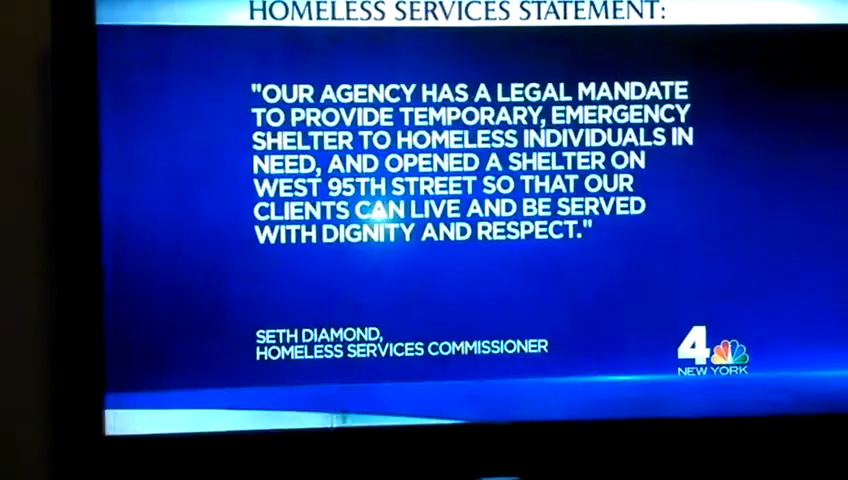 HOMELESS SERVICES STATEMENT:
"OUR AGENCY HAS A LEGAL MANDATE
TO PROVIDE TEMPORARY, EMERGENCY
SHELTER TO HOMELESS INDIVIDUALS IN
NEED, AND OPENED A SHELTER ON
WEST 95TH STREET SO THAT OUR
CLIENTS CAN LIVE AND BE SERVED
WITH DIGNITY AND RESPECT."
SETH DIAMOND,
HOMELESS SERVICES COMMISSIONER
4
NEW YORK